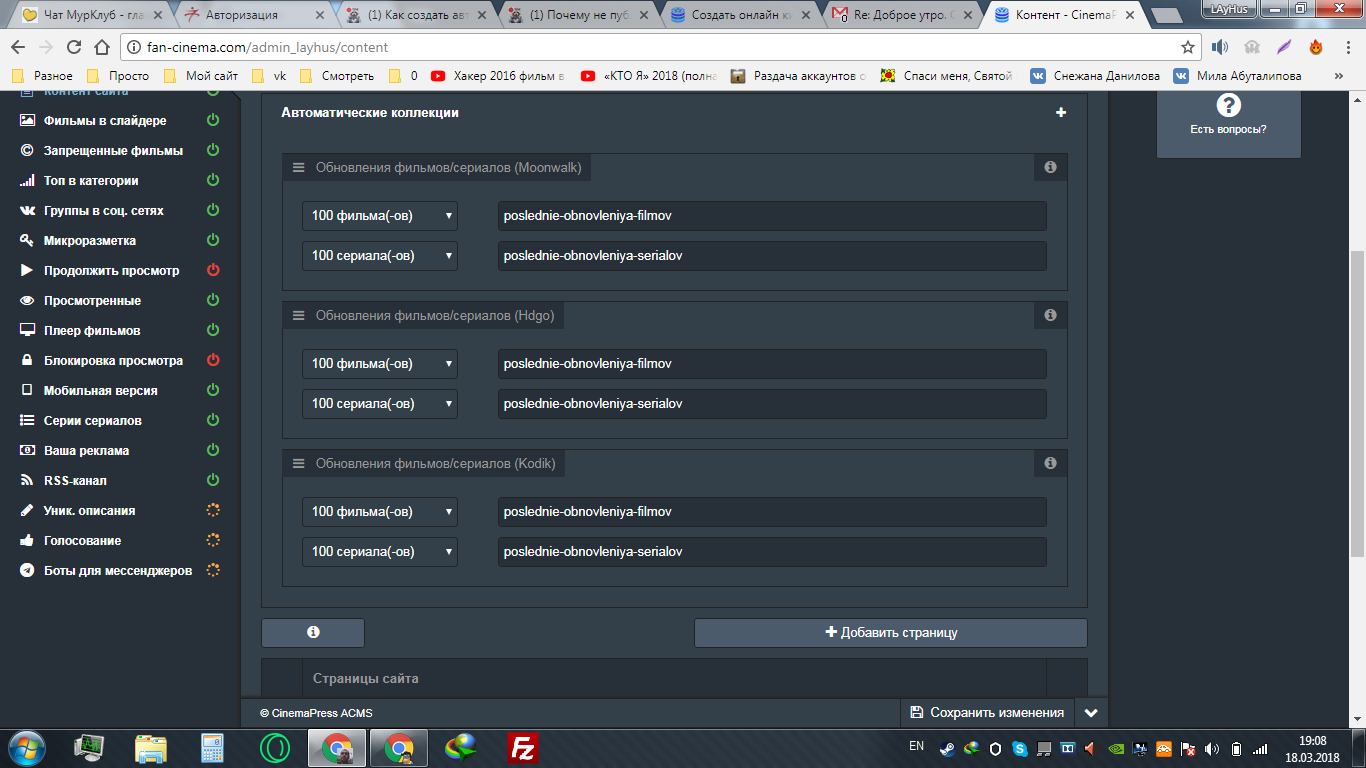 Чат МурКлуб - гла
Авторизация
(1) Как создать авт
(1) Почему не пуб
Создать онлайн ки
Re: Доброе утро. С
Контент - CinemaP
LAyHus
fan-cinema.com/admin_layhus/content
Разное
Просто
Мой сайт
vk
Смотреть
0
Хакер 2016 фильм в
«КТО Я» 2018 (полна
Раздача аккаунтов о
Спаси меня, Святой
Снежана Данилова
Мила Абуталипова
»
Контент сайта
Фильмы в слайдере
Запрещенные фильмы
Топ в категории
Группы в соц. сетях
Микроразметка
Продолжить просмотр
Просмотренные
Плеер фильмов
Блокировка просмотра
Мобильная версия
Серии сериалов
Ваша реклама
RSS-канал
Уник. описания
Голосование
Боты для мессенджеров
Автоматические коллекции
Обновления фильмов/сериалов (Moonwalk)
100 фильма(-ов)
poslednie-obnovleniya-filmov
100 сериала(-ов)
poslednie-obnovleniya-serialov
Обновления фильмов/сериалов (Hdgo)
100 фильма(-ов)
poslednie-obnovleniya-filmov
100 сериала(-ов)
poslednie-obnovleniya-serialov
Обновления фильмов/сериалов (Kodik)
100 фильма(-ов)
poslednie-obnovleniya-filmov
100 сериала(-ов)
poslednie-obnovleniya-serialov
Добавить страницу
Страницы сайта
Есть вопросы?
© CinemaPress ACMS
Сохранить изменения
EN
19:08
18.03.2018